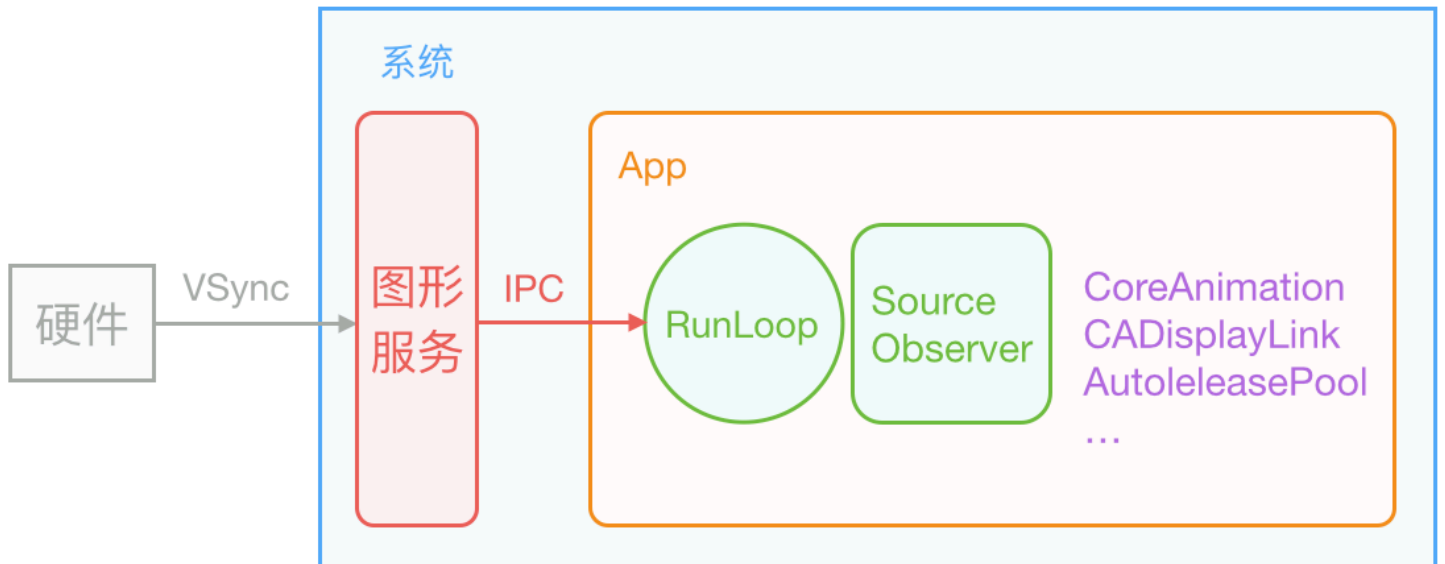 系统
App
硬件
VSync
图形
服务
IPC
RunLoop
Source
Observer
CoreAnimation
CADisplayLink
AutoleleasePool
...